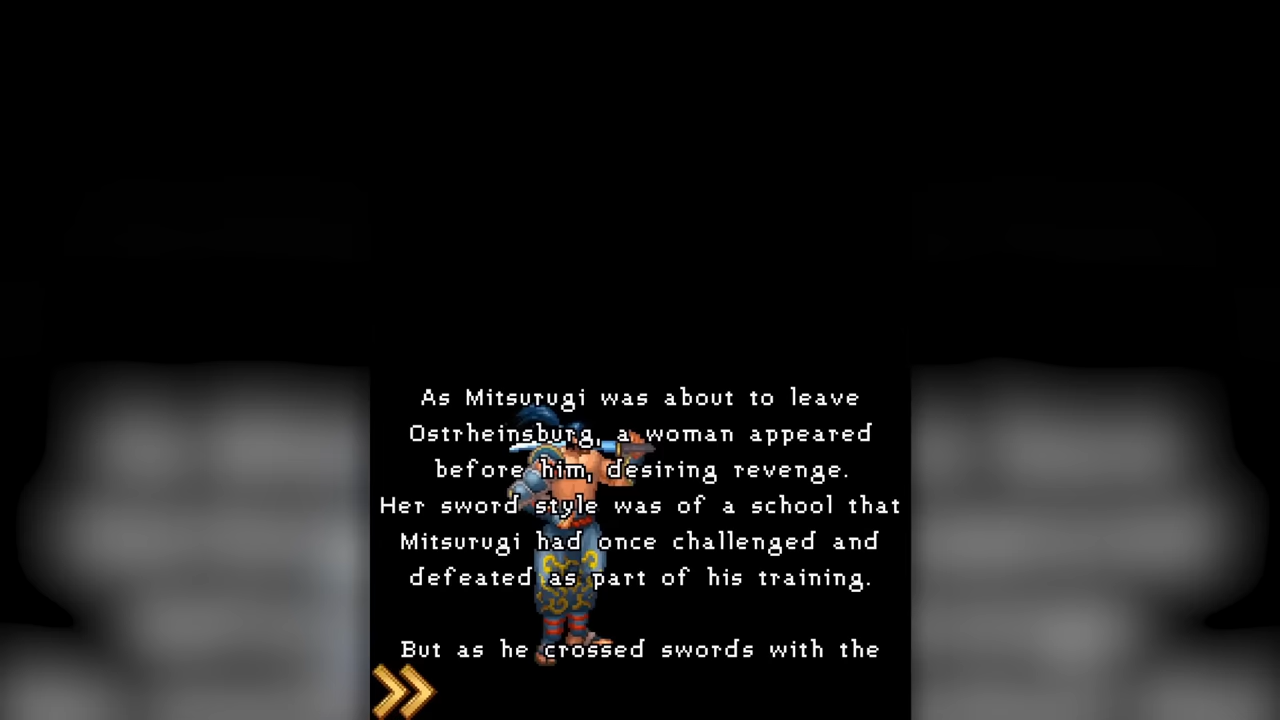 As Mitsurugi was about to leave
Ostrheinsburg, a woman appeared
before him, desiring revenge.
Her sword style was of a school that
Mitsurugi had once challenged and
defeated as part of his training.
But as he crossed swords with the